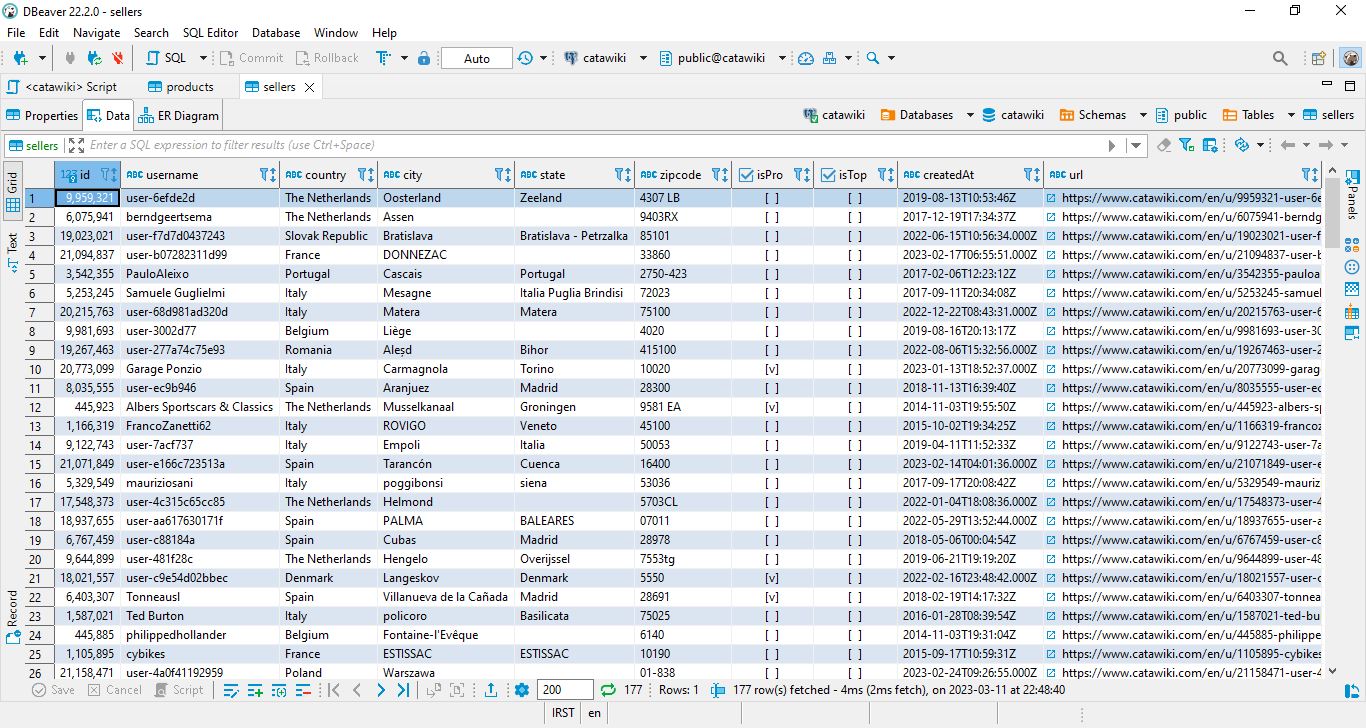 DBeaver 22.2.0 - sellers
File Edit Navigate Search SQL Editor Database Window Help
SQL Commit Rollback Auto catawiki public@catawiki
<catawiki> Script products sellers
Properties Data ER Diagram catawiki Databases catawiki Schemas public Tables sellers
sellers Enter a SQL expression to filter results (use Ctrl+Space)
Grid
Text
Record
Panels
123 id ABC username ABC country ABC city ABC state ABC zipcode isPro isTop ABC createdAt ABC url
1 9,959,321 user-6efde2d The Netherlands Oosterland Zeeland 4307 LB [ ] [ ] 2019-08-13T10:53:46Z https://www.catawiki.com/en/u/9959321-user-6e
2 6,075,941 berndgeertsema The Netherlands Assen 9403RX [ ] [ ] 2017-12-19T17:34:37Z https://www.catawiki.com/en/u/6075941-berndg
3 19,023,021 user-f7d7d0437243 Slovak Republic Bratislava Bratislava - Petrzalka 85101 [ ] [ ] 2022-06-15T10:56:34.000Z https://www.catawiki.com/en/u/19023021-user-f
4 21,094,837 user-b07282311d99 France DONNEZAC 33860 [ ] [ ] 2023-02-17T06:55:51.000Z https://www.catawiki.com/en/u/21094837-user-b
5 3,542,355 PauloAleixo Portugal Cascais Portugal 2750-423 [ ] [ ] 2017-02-06T12:23:12Z https://www.catawiki.com/en/u/3542355-pauloa
6 5,253,245 Samuele Guglielmi Italy Mesagne Italia Puglia Brindisi 72023 [ ] [ ] 2017-09-11T20:34:08Z https://www.catawiki.com/en/u/5253245-samuel
7 20,215,763 user-68d981ad320d Italy Matera Matera 75100 [ ] [ ] 2022-12-22T08:43:31.000Z https://www.catawiki.com/en/u/20215763-user-6
8 9,981,693 user-3002d77 Belgium Liège 4020 [ ] [ ] 2019-08-16T20:13:17Z https://www.catawiki.com/en/u/9981693-user-30
9 19,267,463 user-277a74c75e93 Romania Aleșd Bihor 415100 [ ] [ ] 2022-08-06T15:32:56.000Z https://www.catawiki.com/en/u/19267463-user-2
10 20,773,099 Garage Ponzio Italy Carmagnola Torino 10020 [v] [ ] 2023-01-13T18:52:37.000Z https://www.catawiki.com/en/u/20773099-garag
11 8,035,555 user-ec9b946 Spain Aranjuez Madrid 28300 [ ] [ ] 2018-11-13T16:39:40Z https://www.catawiki.com/en/u/8035555-user-ec
12 445,923 Albers Sportscars & Classics The Netherlands Musselkanaal Groningen 9581 EA [v] [ ] 2014-11-03T19:55:50Z https://www.catawiki.com/en/u/445923-albers-sp
13 1,166,319 FrancoZanetti62 Italy ROVIGO Veneto 45100 [ ] [ ] 2015-10-02T19:34:25Z https://www.catawiki.com/en/u/1166319-francoz
14 9,122,743 user-7acf737 Italy Empoli Italia 50053 [ ] [ ] 2019-04-11T11:52:33Z https://www.catawiki.com/en/u/9122743-user-7a
15 21,071,849 user-e166c723513a Spain Tarancón Cuenca 16400 [ ] [ ] 2023-02-14T04:01:36.000Z https://www.catawiki.com/en/u/21071849-user-e
16 5,329,549 mauriziosani Italy poggibonsi siena 53036 [ ] [ ] 2017-09-17T20:08:42Z https://www.catawiki.com/en/u/5329549-mauriz
17 17,548,373 user-4c315c65cc85 The Netherlands Helmond 5703CL [ ] [ ] 2022-01-04T18:08:36.000Z https://www.catawiki.com/en/u/17548373-user-4
18 18,937,655 user-aa617630171f Spain PALMA BALEARES 07011 [ ] [ ] 2022-05-29T13:52:44.000Z https://www.catawiki.com/en/u/18937655-user-a
19 6,767,459 user-c88184a Spain Cubas Madrid 28978 [ ] [ ] 2018-05-06T00:04:54Z https://www.catawiki.com/en/u/6767459-user-c8
20 9,644,899 user-481f28c The Netherlands Hengelo Overijssel 7553tg [ ] [ ] 2019-06-21T19:19:20Z https://www.catawiki.com/en/u/9644899-user-48
21 18,021,557 user-c9e54d02bbec Denmark Langeskov Denmark 5550 [v] [ ] 2022-02-16T23:48:42.000Z https://www.catawiki.com/en/u/18021557-user-c
22 6,403,307 Tonneausl Spain Villanueva de la Cañada Madrid 28691 [v] [ ] 2018-02-19T14:17:32Z https://www.catawiki.com/en/u/6403307-tonnea
23 1,587,021 Ted Burton Italy policoro Basilicata 75025 [ ] [ ] 2016-01-28T08:39:54Z https://www.catawiki.com/en/u/1587021-ted-bu
24 445,885 philippedhollander Belgium Fontaine-l'Evêque 6140 [ ] [ ] 2014-11-03T19:31:04Z https://www.catawiki.com/en/u/445885-philippe
25 1,105,895 cybikes France ESTISSAC ESTISSAC 10190 [ ] [ ] 2015-09-17T10:59:31Z https://www.catawiki.com/en/u/1105895-cybikes
26 21,158,471 user-4a0f41192959 Poland Warszawa 01-838 [ ] [ ] 2023-02-24T09:26:55.000Z https://www.catawiki.com/en/u/21158471-user-4
Save Cancel Script 200 177 Rows: 1 177 row(s) fetched - 4ms (2ms fetch), on 2023-03-11 at 22:48:40
IRST en